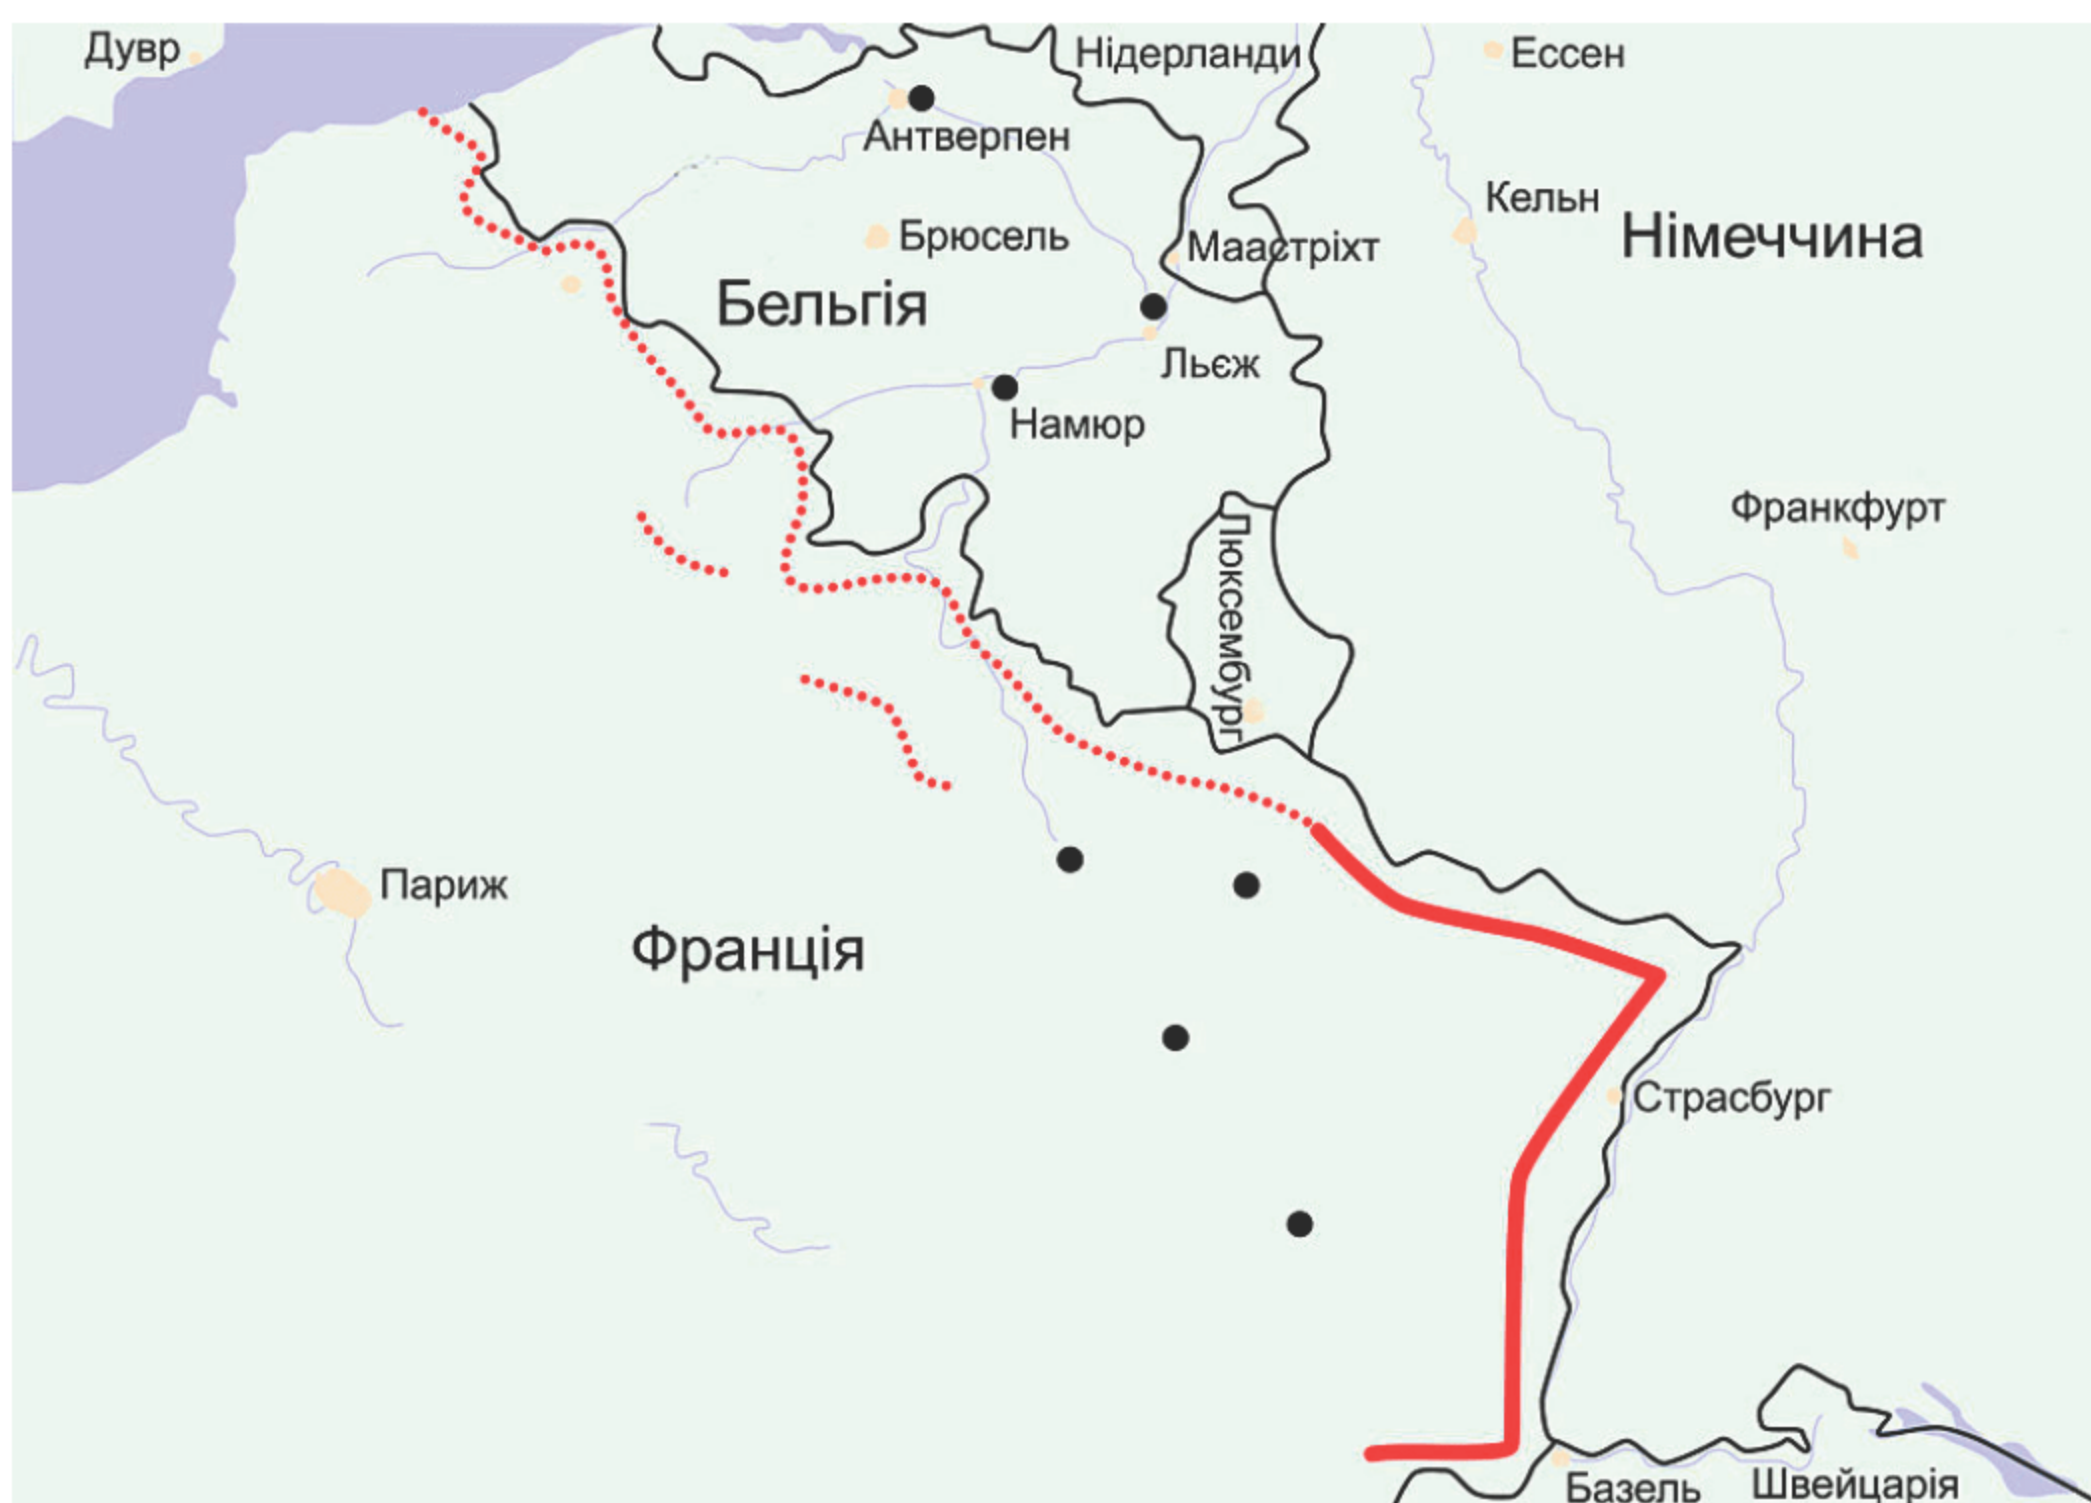 Дувр
Нідерланди
Ессен
Антверпен
Кельн
Брюсель
Маастріхт
Німеччина
Бельгія
Льєж
Намюр
Франкфурт
Люксембург
Париж
Франція
Страсбург
Базель
Швейцарія